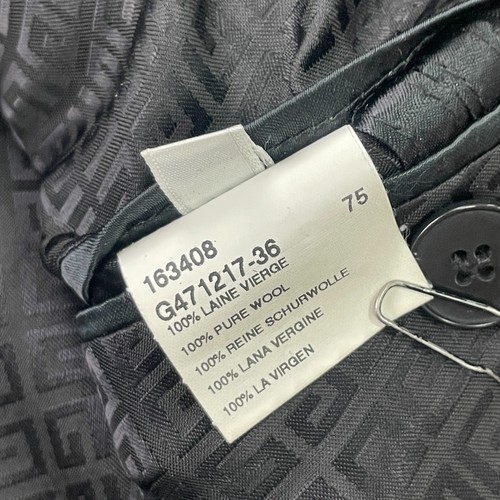 75
163408
G471217-36
100% LAINE VIERGE
100% PURE WOOL
100% REINE SCHURWOLLE
100% LANA VERGINE
100% LA VIRGEN